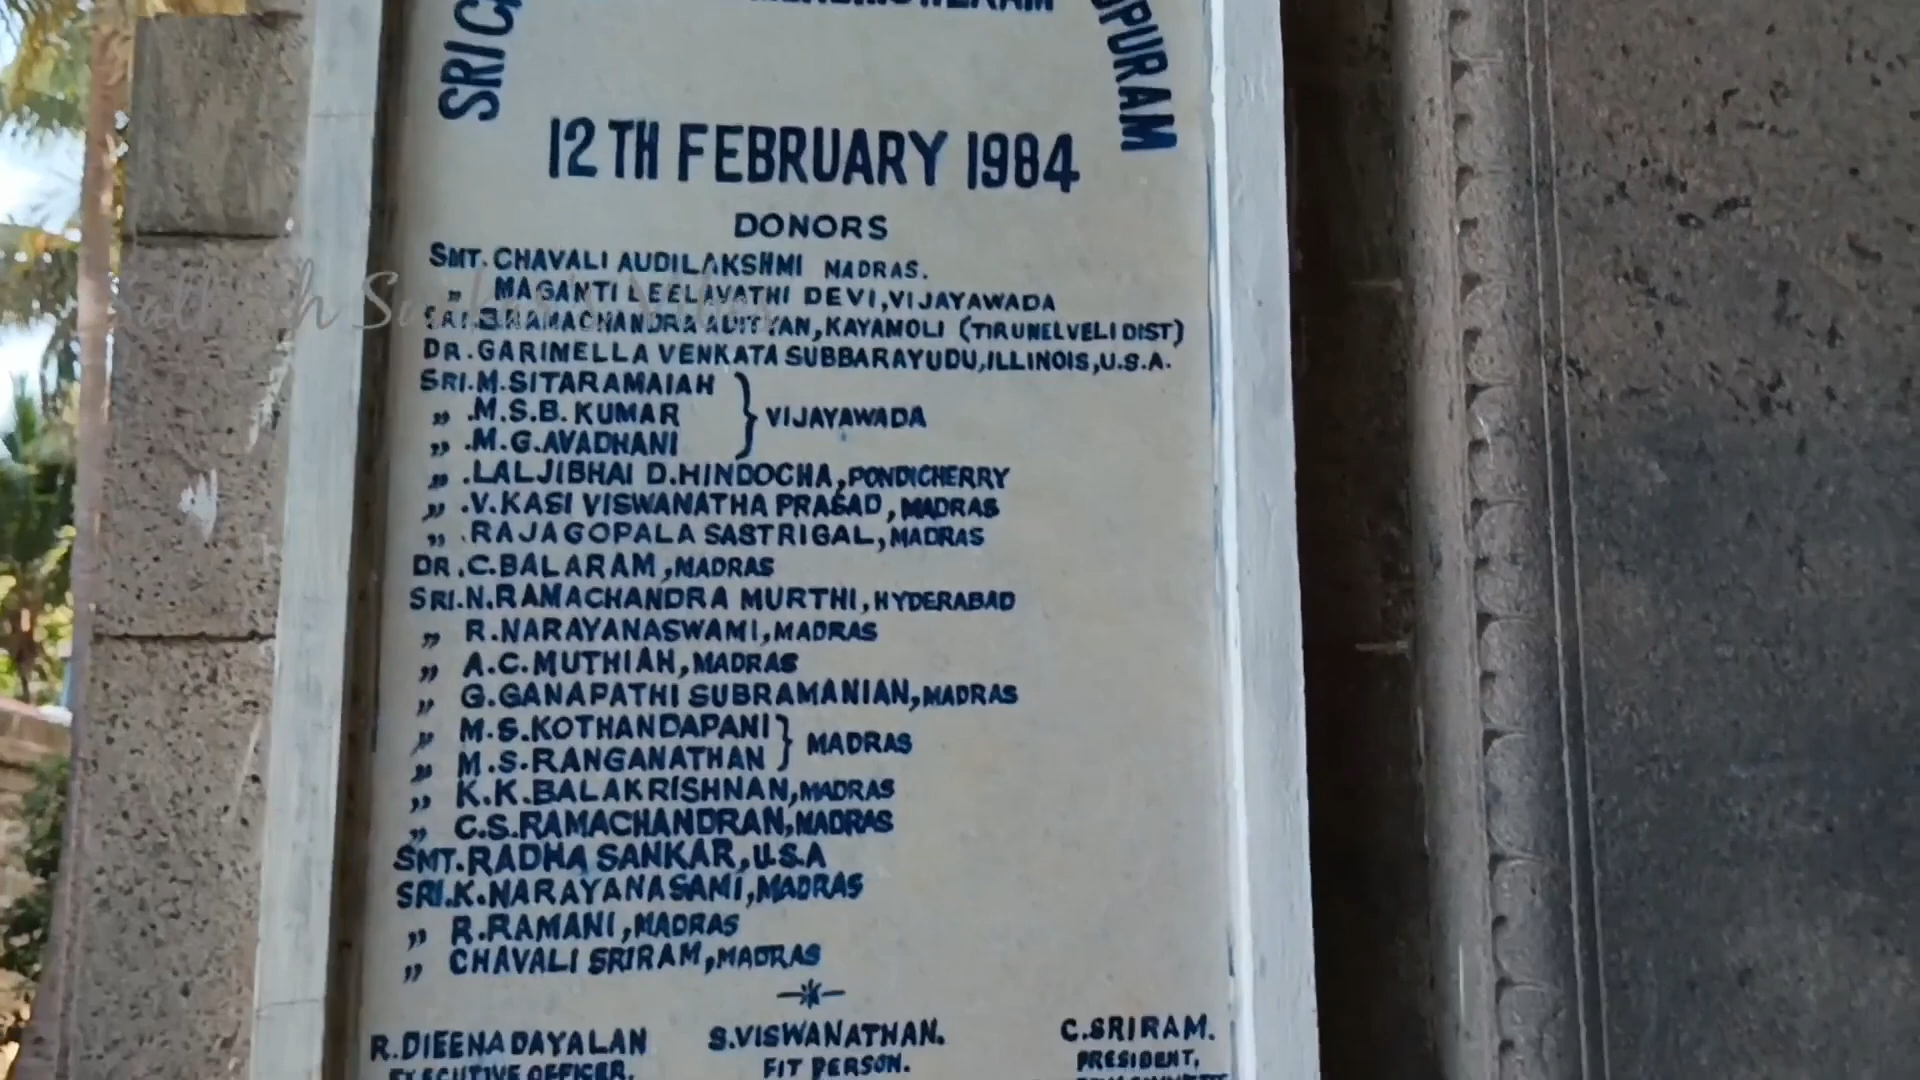 SRI
PURAM
12TH FEBRUARY 1984
DONORS
SMT. CHAVALI AUDILAKSHMI MADRAS.
„ MAGANTI LEELAVATHI DEVI, VIJAYAWADA
SRI.B.RAMACHANDRA ADITYAN, KAYAMOLI (TIRUNELVELI DIST)
DR. GARIMELLA VENKATA SUBBARAYUDU, ILLINOIS, U.S.A.
SRI.M.SITARAMAIAH
„ .M.S.B. KUMAR } VIJAYAWADA
„ .M.G.AVADHANI
„ .LALJIBHAI D.HINDOCHA, PONDICHERRY
„ .V.KASI VISWANATHA PRASAD, MADRAS
„ .RAJAGOPALA SASTRIGAL, MADRAS
DR.C.BALARAM, MADRAS
SRI.N.RAMACHANDRA MURTHI, HYDERABAD
„ R.NARAYANASWAMI, MADRAS
„ A.C.MUTHIAH, MADRAS
„ G.GANAPATHI SUBRAMANIAN, MADRAS
„ M.S.KOTHANDAPANI } MADRAS
„ M.S.RANGANATHAN
„ K.K.BALAKRISHNAN, MADRAS
„ C.S.RAMACHANDRAN, MADRAS
SMT.RADHA SANKAR, U.S.A
SRI.K.NARAYANASAMI, MADRAS
„ R.RAMANI, MADRAS
„ CHAVALI SRIRAM, MADRAS
R.DIEENADAYALAN S.VISWANATHAN. C.SRIRAM.
EXECUTIVE OFFICER. FIT PERSON. PRESIDENT,